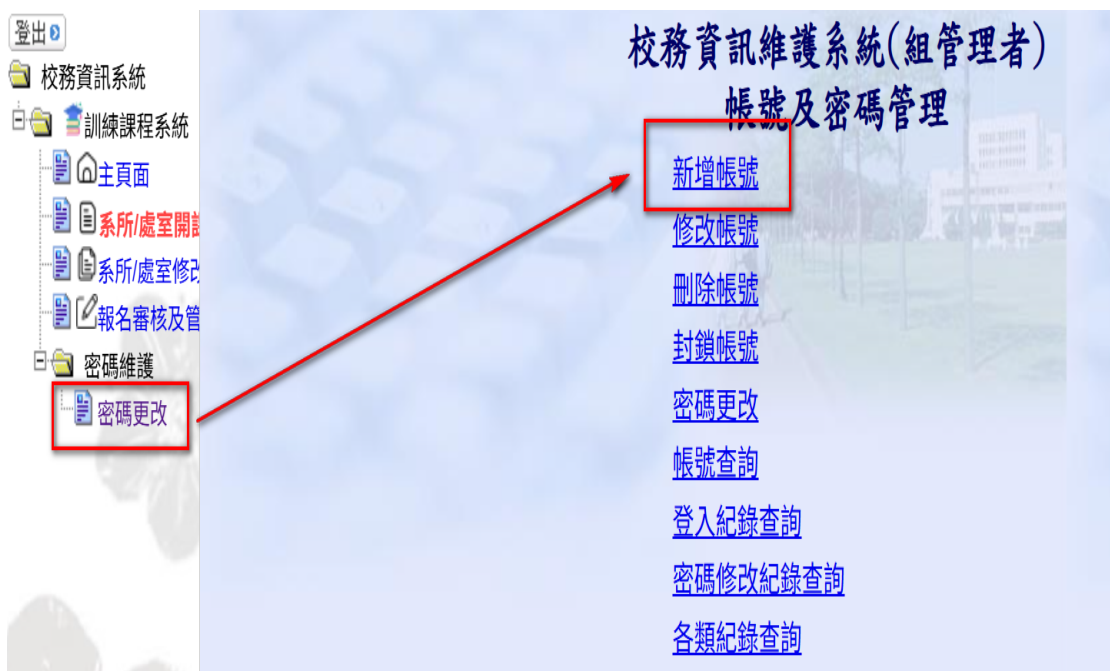 登出
校務資訊系統
訓練課程系統
主頁面
系所/處室開
系所/處室修改
報名審核及管
密碼維護
密碼更改
校務資訊維護系統(組管理者)
帳號及密碼管理
新增帳號
修改帳號
刪除帳號
封鎖帳號
密碼更改
帳號查詢
登入紀錄查詢
密碼修改紀錄查詢
各類紀錄查詢